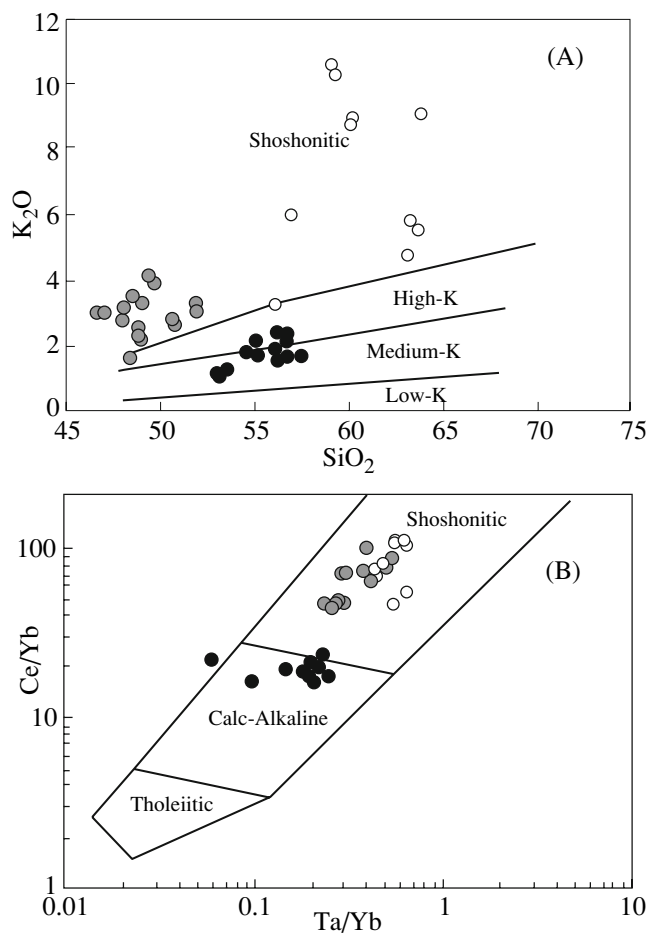 12
(A)
10
8
Shoshonitic
K2O
6
4
High-K
2
Medium-K
Low-K
0
45 50 55 60 65 70 75
SiO2
Shoshonitic
100
(B)
Ce/Yb
10
Calc-Alkaline
Tholeiitic
1
0.01 0.1 1 10
Ta/Yb